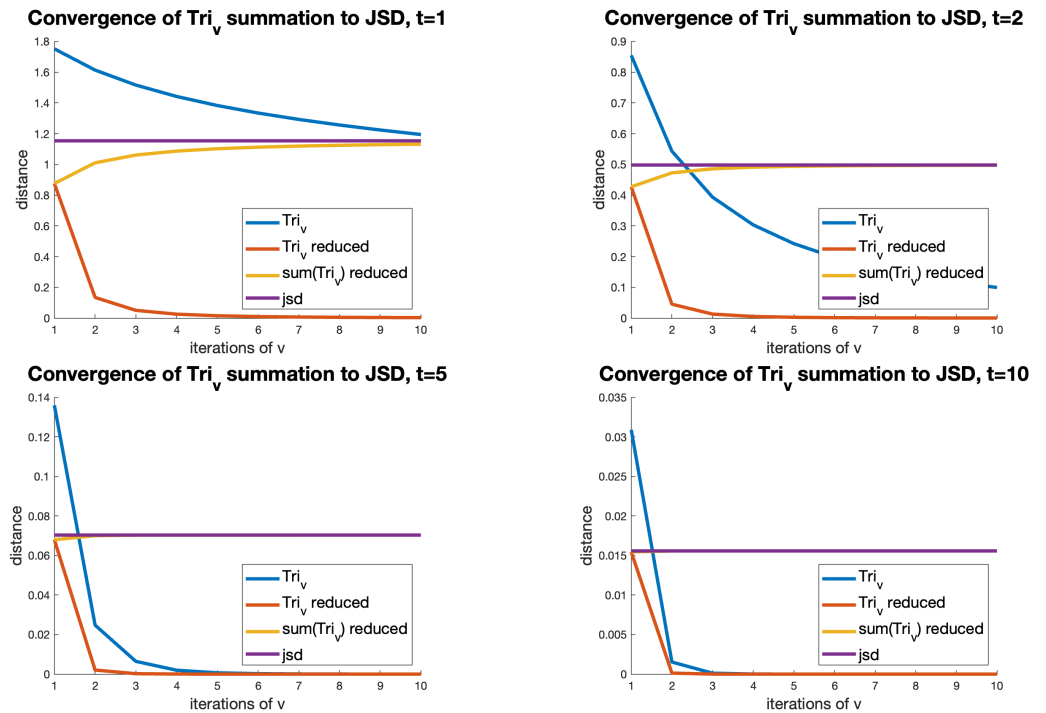 Convergence of Tri_v summation to JSD, t=1
1.8
1.6
1.4
1.2
1
0.8
0.6
0.4
0.2
0
distance
Tri_v
Tri_v reduced
sum(Tri_v) reduced
jsd
1 2 3 4 5 6 7 8 9 10
iterations of v
Convergence of Tri_v summation to JSD, t=2
0.9
0.8
0.7
0.6
0.5
0.4
0.3
0.2
0.1
0
distance
Tri_v
Tri_v reduced
sum(Tri_v) reduced
jsd
1 2 3 4 5 6 7 8 9 10
iterations of v
Convergence of Tri_v summation to JSD, t=5
0.14
0.12
0.1
0.08
0.06
0.04
0.02
0
distance
Tri_v
Tri_v reduced
sum(Tri_v) reduced
jsd
1 2 3 4 5 6 7 8 9 10
iterations of v
Convergence of Tri_v summation to JSD, t=10
0.035
0.03
0.025
0.02
0.015
0.01
0.005
0
distance
Tri_v
Tri_v reduced
sum(Tri_v) reduced
jsd
1 2 3 4 5 6 7 8 9 10
iterations of v